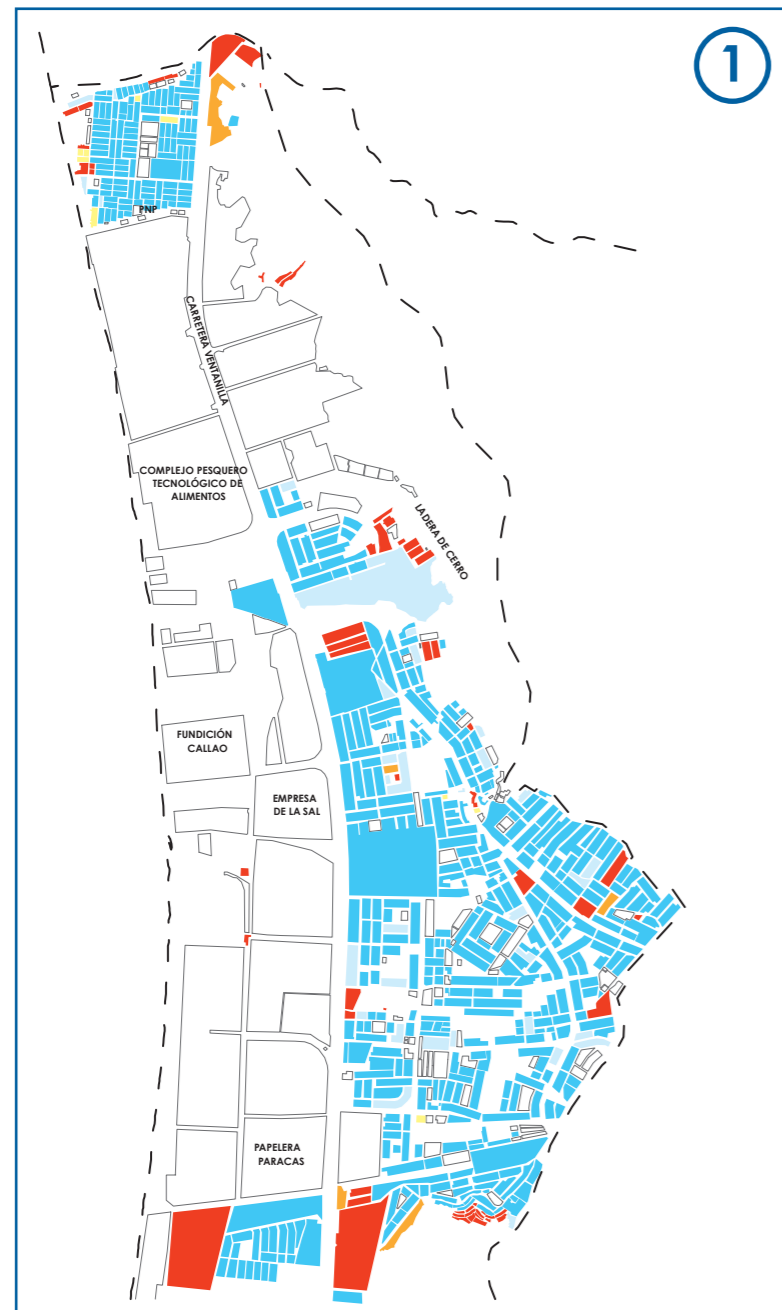 1
PNP
CARRETERA VENTANILLA
COMPLEJO PESQUERO
TECNOLÓGICO DE
ALIMENTOS
LADERA DE CERRO
FUNDICIÓN
CALLAO
EMPRESA
DE LA SAL
PAPELERA
PARACAS